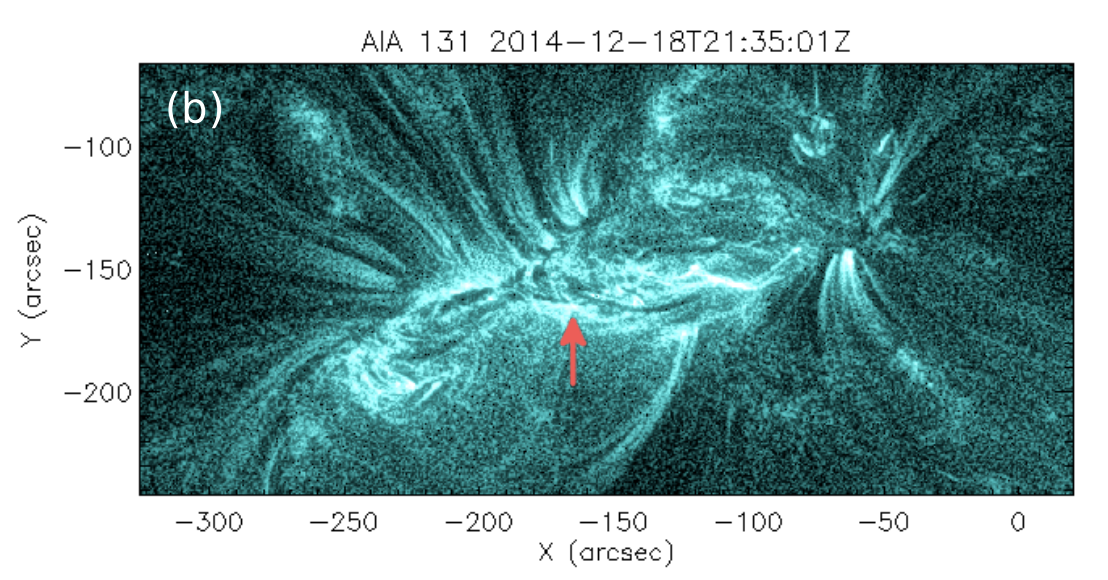 AIA 131 2014−12−18T21:35:01Z
(b)
−100
−150
−200
Y (arcsec)
−300 −250 −200 −150 −100 −50 0
X (arcsec)